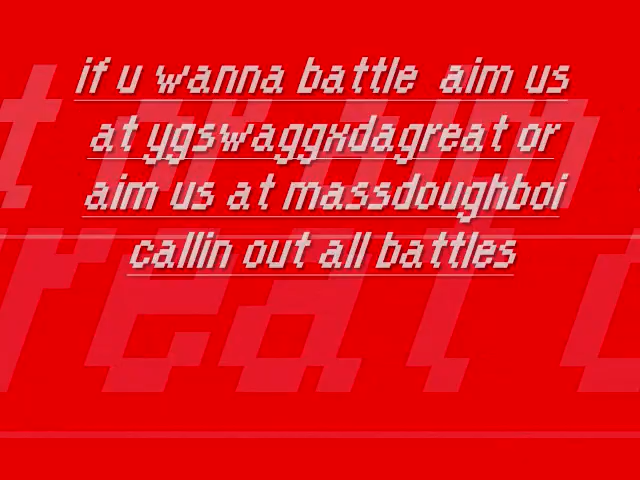 if u wanna battle aim us
at ygswaggxdagreat or
aim us at massdoughboi
callin out all battles